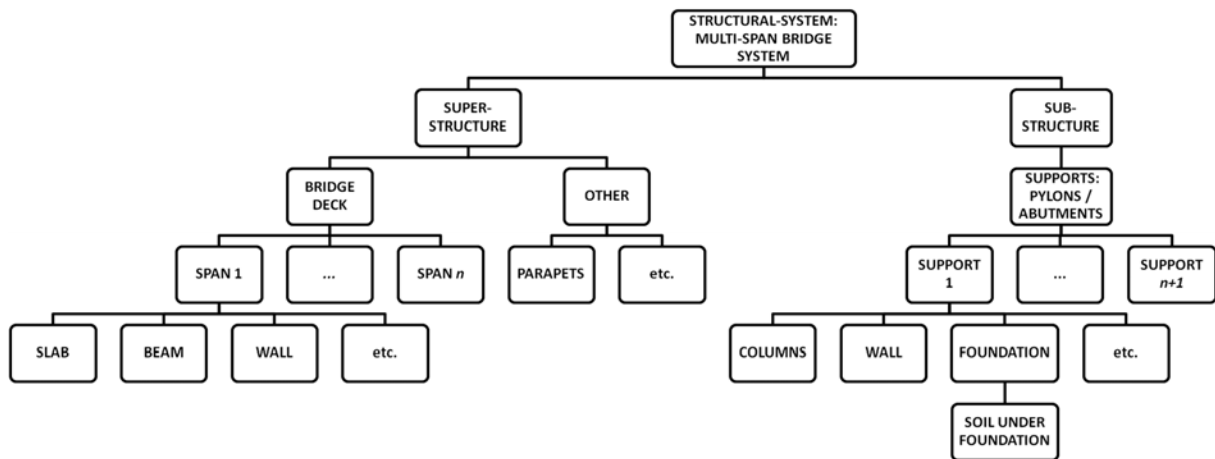 STRUCTURAL-SYSTEM:
MULTI-SPAN BRIDGE
SYSTEM
SUPER-
STRUCTURE
SUB-
STRUCTURE
BRIDGE
DECK
OTHER
SUPPORTS:
PYLONS /
ABUTMENTS
SPAN 1
...
SPAN n
PARAPETS
etc.
SUPPORT
1
...
SUPPORT
n+1
SLAB
BEAM
WALL
etc.
COLUMNS
WALL
FOUNDATION
etc.
SOIL UNDER
FOUNDATION